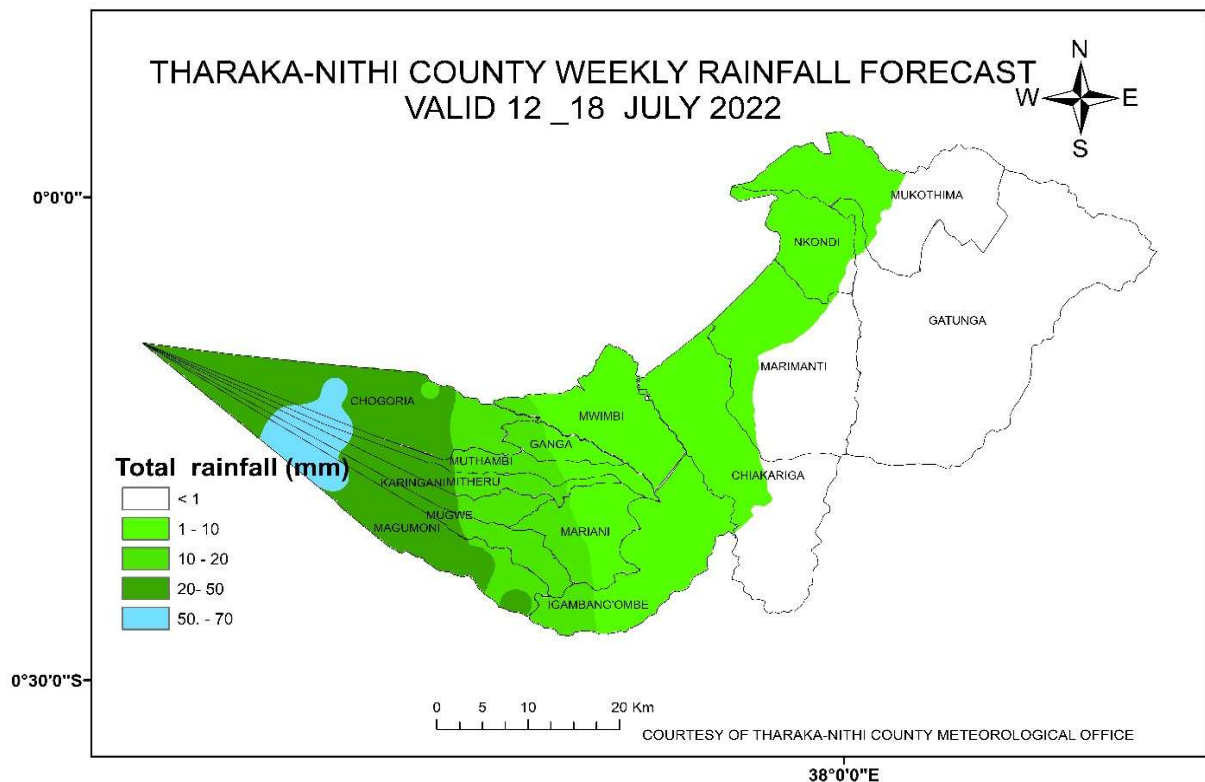 THARAKA-NITHI COUNTY WEEKLY RAINFALL FORECAST
VALID 12 _18 JULY 2022
N
W E
S
0°0'0"
MUKOTHIMA
NKONDI
GATUNGA
MARIMANTI
CHOGORIA
MWIMBI
GANGA
MUTHAMBI
CHIAKARIGA
KARINGANI
MITHERU
MUGWE
MAGUMONI
MARIANI
IGAMBANG'OMBE
Total rainfall (mm)
< 1
1 - 10
10 - 20
20- 50
50. - 70
0°30'0"S
0 5 10 20 Km
COURTESY OF THARAKA-NITHI COUNTY METEOROLOGICAL OFFICE
38°0'0"E